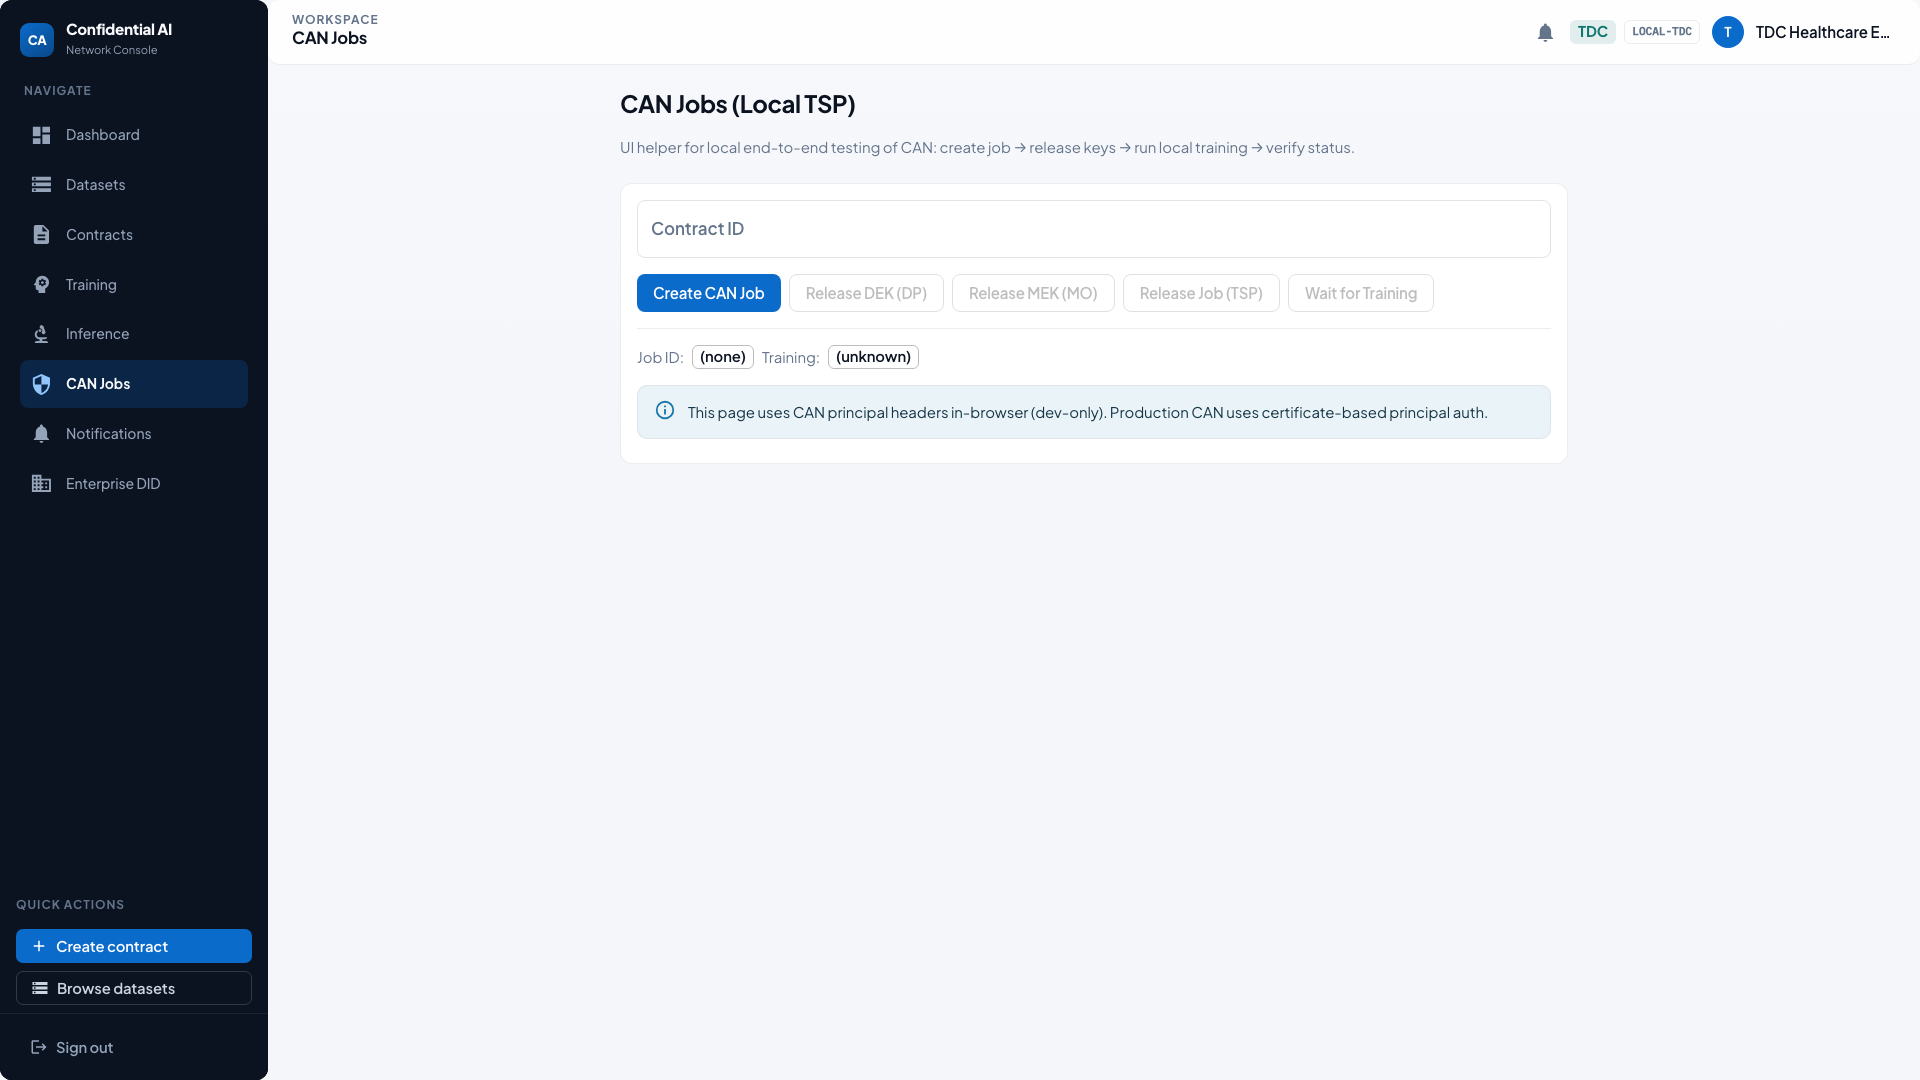 CA
Confidential AI
Network Console
NAVIGATE
Dashboard
Datasets
Contracts
Training
Inference
CAN Jobs
Notifications
Enterprise DID
QUICK ACTIONS
Create contract
Browse datasets
Sign out
WORKSPACE
CAN Jobs
TDC
LOCAL-TDC
T
TDC Healthcare E...
CAN Jobs (Local TSP)
UI helper for local end-to-end testing of CAN: create job → release keys → run local training → verify status.
Contract ID
Create CAN Job
Release DEK (DP)
Release MEK (MO)
Release Job (TSP)
Wait for Training
Job ID: (none) Training: (unknown)
This page uses CAN principal headers in-browser (dev-only). Production CAN uses certificate-based principal auth.